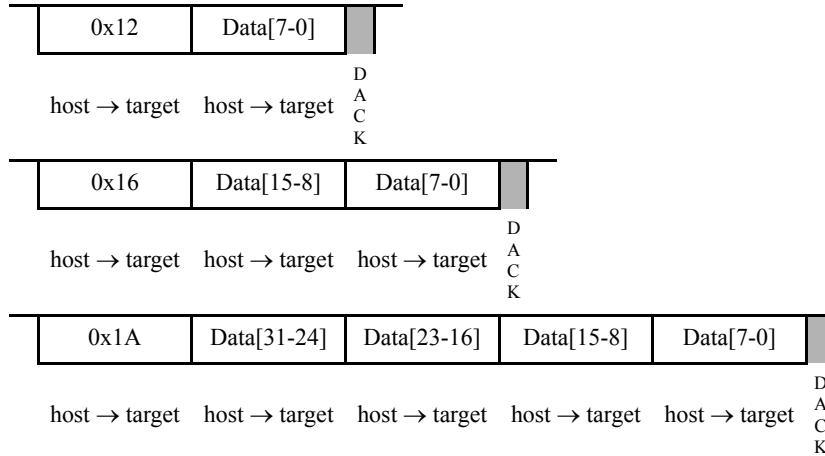 0x12 Data[7-0]
host → target host → target
D
A
C
K
0x16 Data[15-8] Data[7-0]
host → target host → target host → target
D
A
C
K
0x1A Data[31-24] Data[23-16] Data[15-8] Data[7-0]
host → target host → target host → target host → target host → target
D
A
C
K